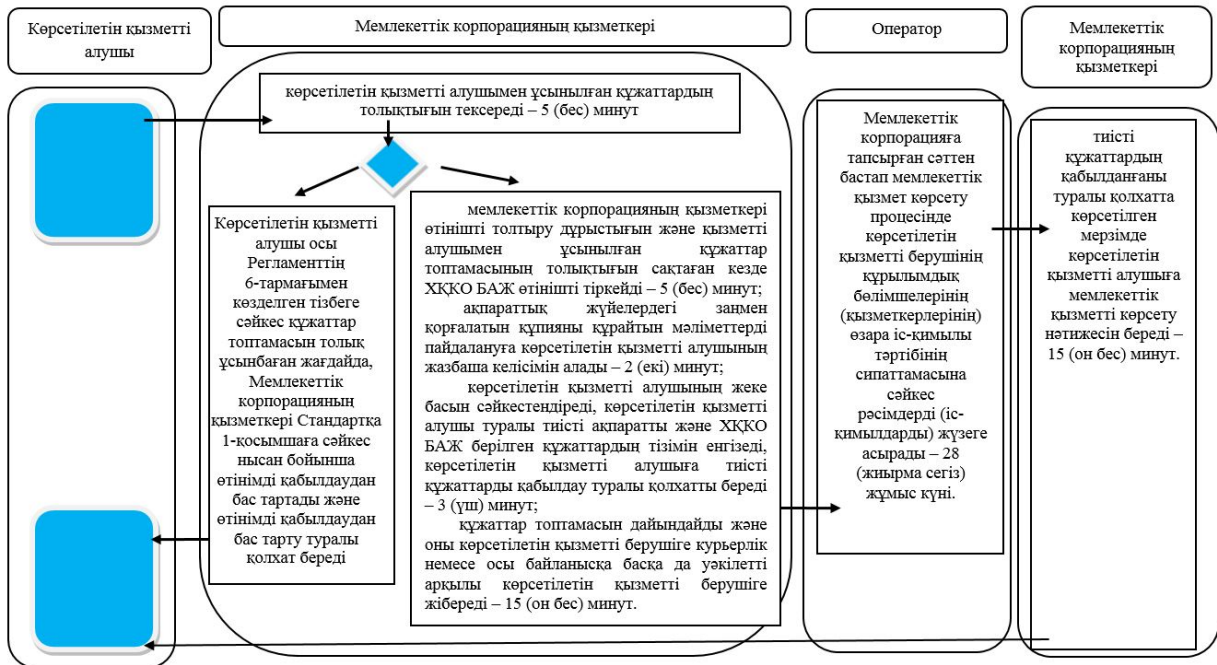 Көрсетілетін қызметті
алушы
Мемлекеттік корпорацияның қызметкері
Оператор
Мемлекеттік
корпорацияның
қызметкері
көрсетілетін қызметті алушымен ұсынылған құжаттардың
толықтығын тексереді – 5 (бес) минут
Көрсетілетін қызметті
алушы осы
Регламенттің
6-тармағымен
көзделген тізбеге
сәйкес құжаттар
топтамасын толық
ұсынбаған жағдайда,
Мемлекеттік
корпорацияның
қызметкері Стандартқа
1-қосымшаға сәйкес
нысан бойынша
өтінімді қабылдаудан
бас тартады және
өтінімді қабылдаудан
бас тарту туралы
қолхат береді
мемлекеттік корпорацияның қызметкері
өтінішті толтыру дұрыстығын және қызметті
алушымен ұсынылған құжаттар
топтамасының толықтығын сақтаған кезде
ХҚКО БАЖ өтінішті тіркейді – 5 (бес) минут;
ақпараттық жүйелердегі заңмен
қорғалатын құпияны құрайтын мәліметтерді
пайдалануға көрсетілетін қызметті алушының
жазбаша келісімін алады – 2 (екі) минут;
көрсетілетін қызметті алушының жеке
басын сәйкестендіреді, көрсетілетін қызметті
алушы туралы тиісті ақпаратты және ХҚКО
БАЖ берілген құжаттардың тізімін енгізеді,
көрсетілетін қызметті алушыға тиісті
құжаттарды қабылдау туралы қолхатты береді
– 3 (үш) минут;
құжаттар топтамасын дайындайды және
оны көрсетілетін қызметті берушіге курьерлік
немесе осы байланысқа басқа да уәкілетті
арқылы көрсетілетін қызметті берушіге
жібереді – 15 (он бес) минут.
Мемлекеттік
корпорацияға
тапсырған сәттен
бастап мемлекеттік
қызмет көрсету
процесінде
көрсетілетін
қызметті берушінің
құрылымдық
бөлімшелерінің
(қызметкерлерінің)
өзара іс-қимылы
тәртібінің
сипаттамасына
сәйкес
рәсімдерді (іс-
қимылдарды) жүзеге
асырады – 28
(жиырма сегіз)
жұмыс күні.
тиісті
құжаттардың
қабылданғаны
туралы қолхатта
көрсетілген
мерзімде
көрсетілетін
қызметті алушыға
мемлекеттік
қызметті көрсету
нәтижесін береді –
15 (он бес) минут.